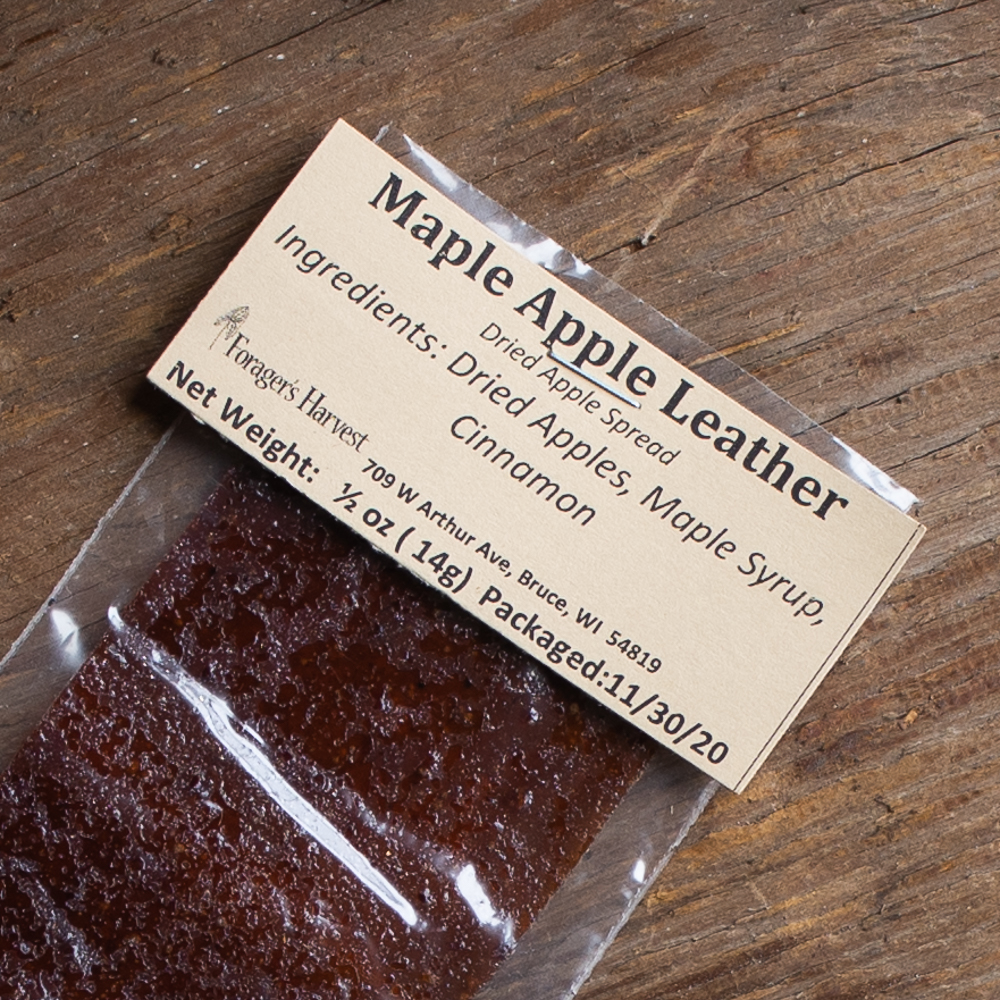 Maple Apple Leather
Dried Apple Spread
Ingredients: Dried Apples, Maple Syrup,
Cinnamon
Forager's Harvest 709 W Arthur Ave, Bruce, WI 54819
Net Weight: ½ oz ( 14g) Packaged:11/30/20